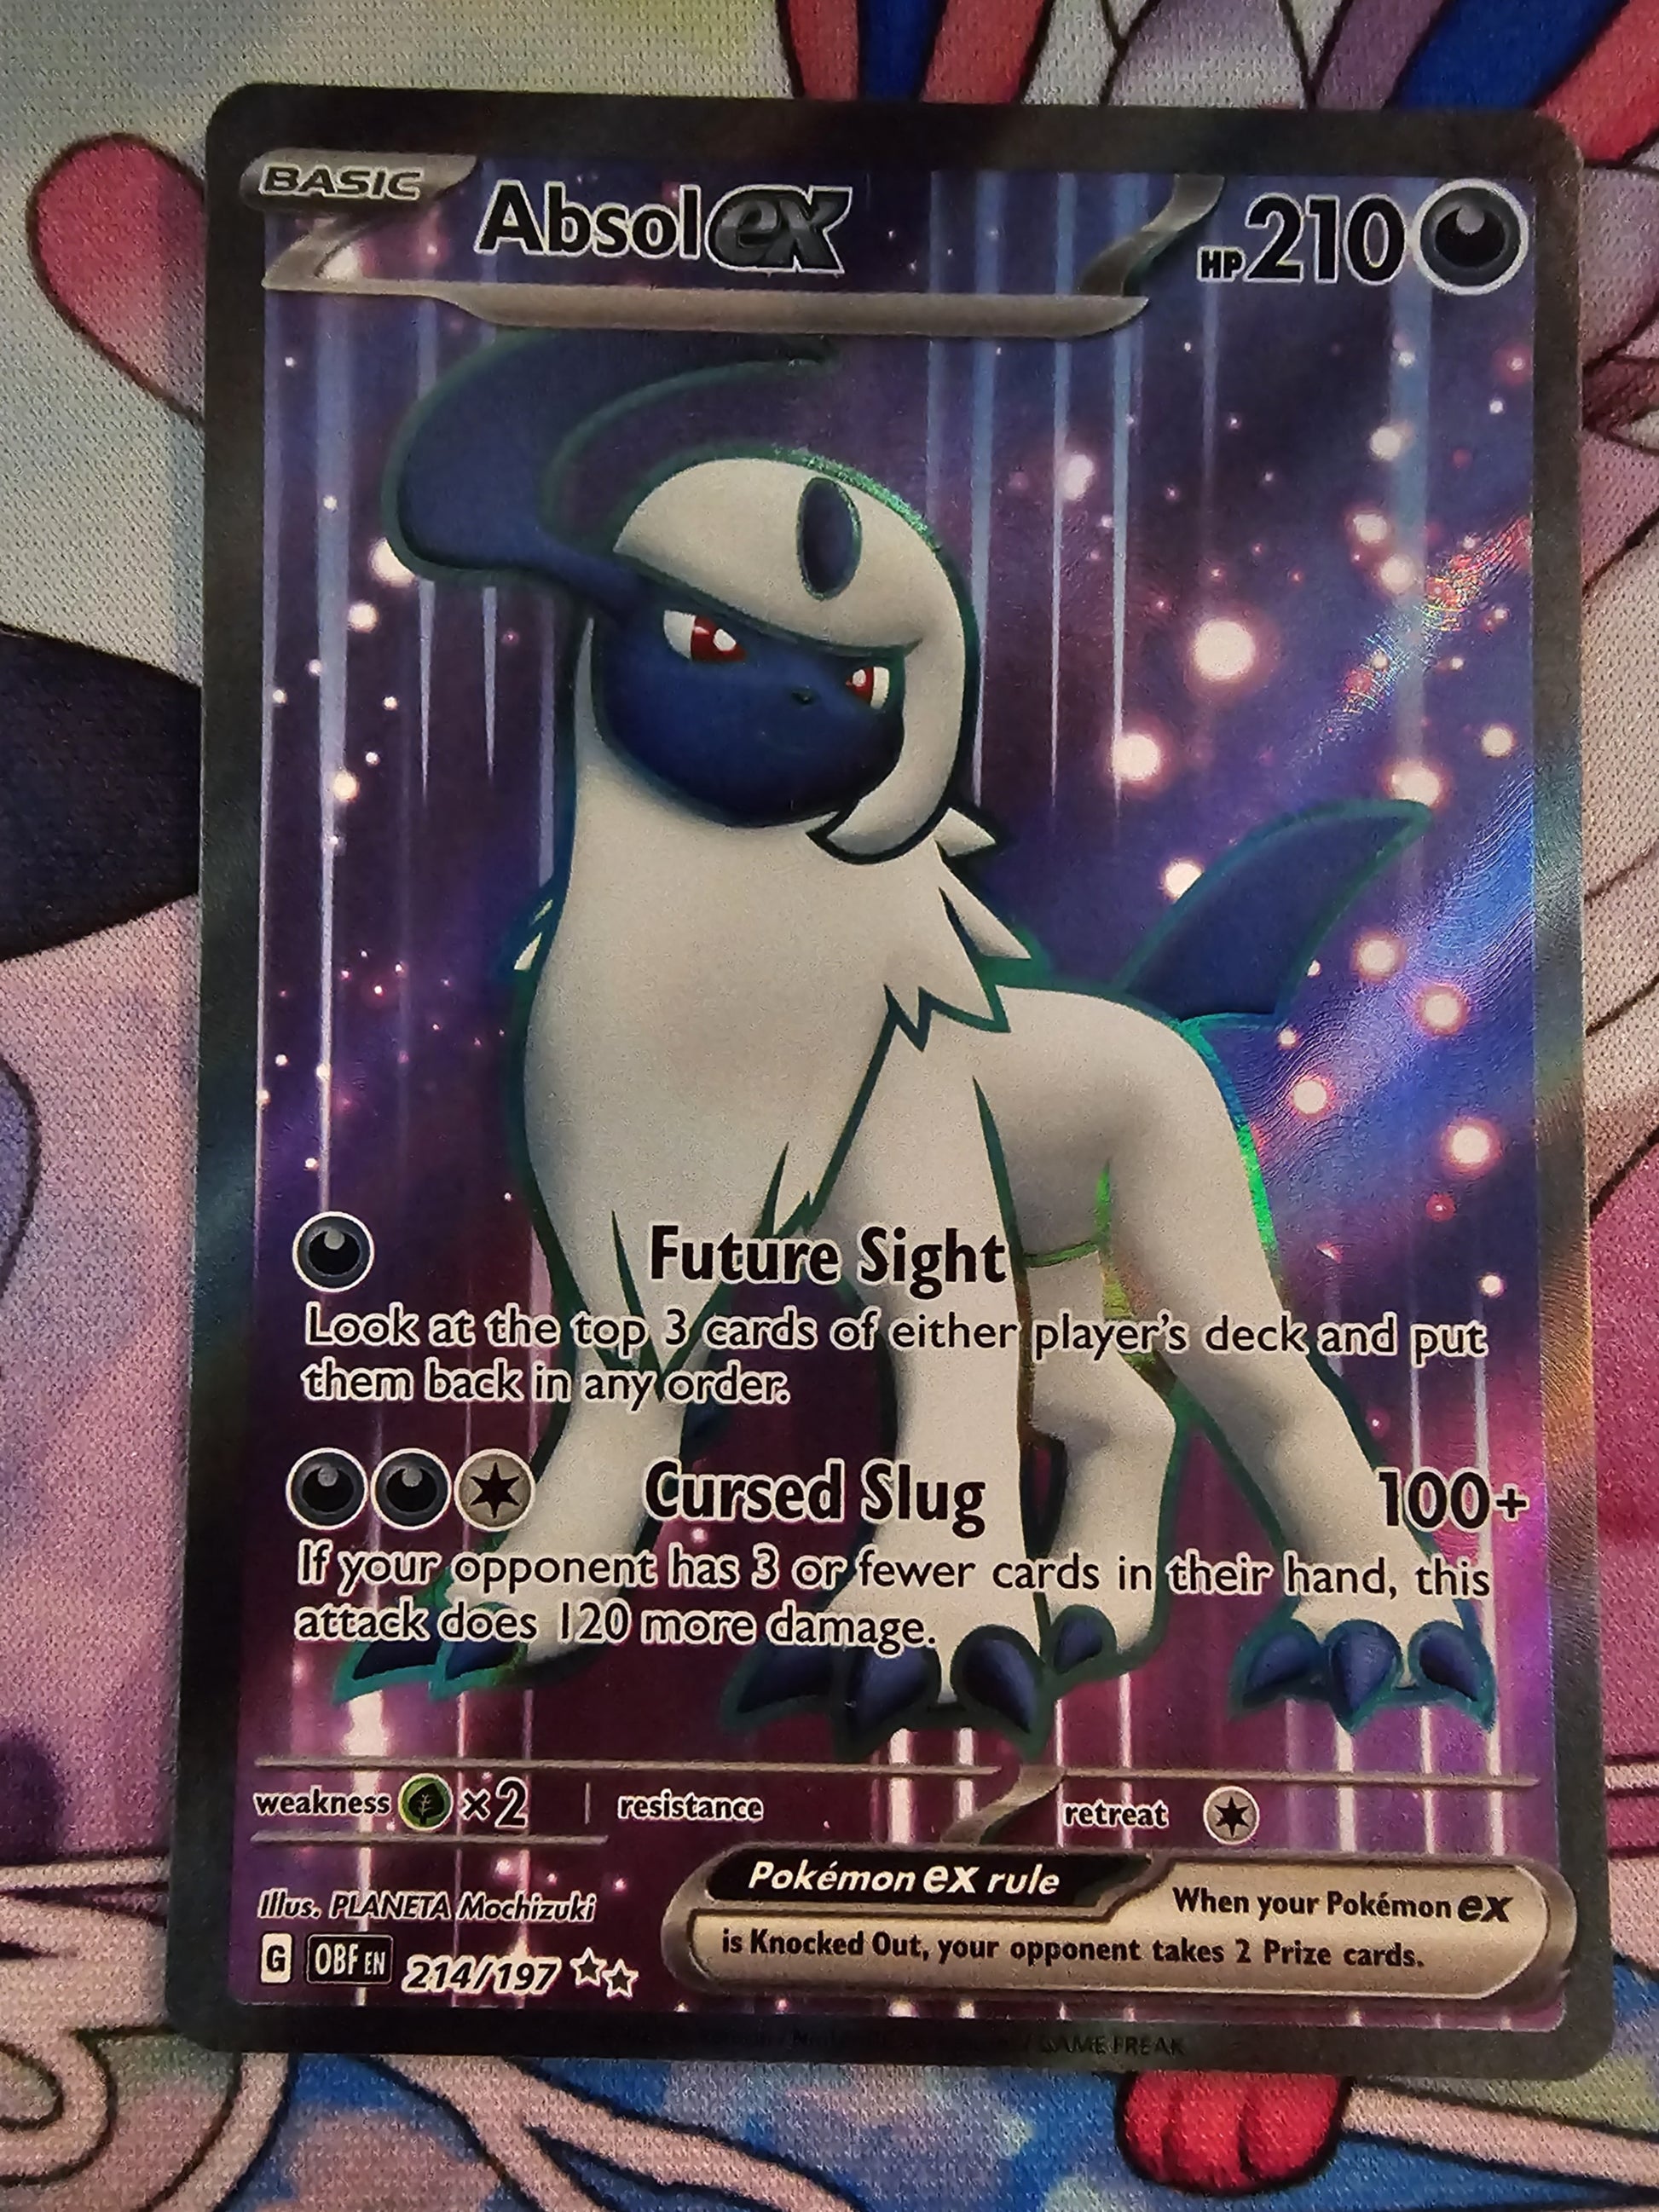 BASIC
Absol ex
HP 210
Future Sight
Look at the top 3 cards of either player's deck and put
them back in any order.
Cursed Slug 100+
If your opponent has 3 or fewer cards in their hand, this
attack does 120 more damage.
weakness ×2 resistance retreat
Pokémon ex rule
When your Pokémon ex
is Knocked Out, your opponent takes 2 Prize cards.
Illus. PLANETA Mochizuki
G OBF EN 214/197
/ GAME FREAK